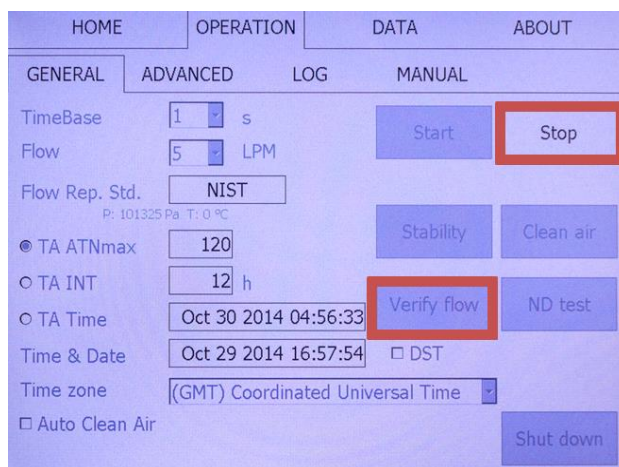 HOME OPERATION DATA ABOUT
GENERAL ADVANCED LOG MANUAL
TimeBase 1 s Start Stop
Flow 5 LPM
Flow Rep. Std. NIST
P: 101325 Pa T: 0 ºC
TA ATNmax 120 Stability Clean air
TA INT 12 h
TA Time Oct 30 2014 04:56:33 Verify flow ND test
Time & Date Oct 29 2014 16:57:54 DST
Time zone (GMT) Coordinated Universal Time
Auto Clean Air Shut down